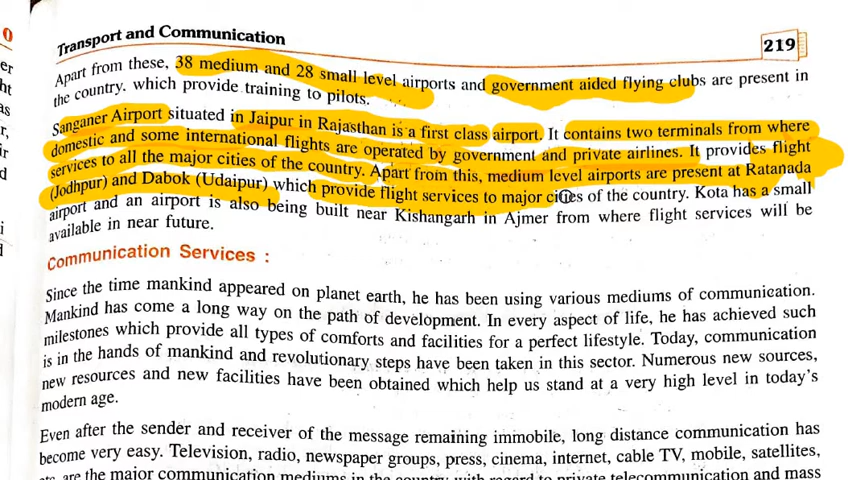 Transport and Communication
219
Apart from these, 38 medium and 28 small level airports and government aided flying clubs are present in
the country, which provide training to pilots.
Sanganer Airport situated in Jaipur in Rajasthan is a first class airport. It contains two terminals from where
domestic and some international flights are operated by government and private airlines. It provides flight
services to all the major cities of the country. Apart from this, medium level airports are present at Ratanada
(Jodhpur) and Dabok (Udaipur) which provide flight services to major cities of the country. Kota has a small
airport and an airport is also being built near Kishangarh in Ajmer from where flight services will be
available in near future.
Communication Services :
Since the time mankind appeared on planet earth, he has been using various mediums of communication.
Mankind has come a long way on the path of development. In every aspect of life, he has achieved such
milestones which provide all types of comforts and facilities for a perfect lifestyle. Today, communication
is in the hands of mankind and revolutionary steps have been taken in this sector. Numerous new sources,
new resources and new facilities have been obtained which help us stand at a very high level in today's
modern age.
Even after the sender and receiver of the message remaining immobile, long distance communication has
become very easy. Television, radio, newspaper groups, press, cinema, internet, cable TV, mobile, satellites,
are the major communication mediums in the country with regard to private telecommunication and mass